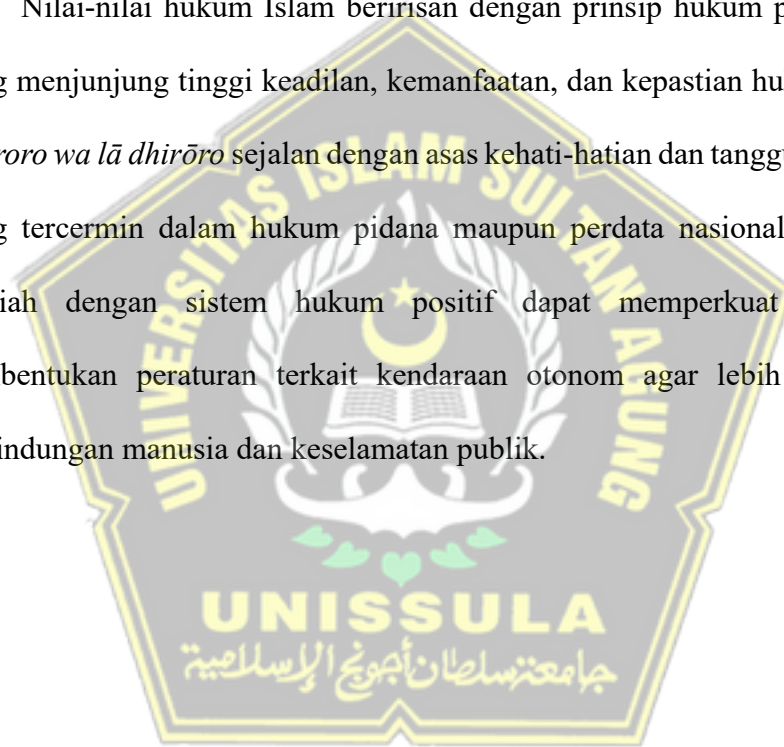 Nilai-nilai hukum Islam beririsan dengan prinsip hukum p
g menjunjung tinggi keadilan, kemanfaatan, dan kepastian hu
roro wa lā dhirōro sejalan dengan asas kehati-hatian dan tanggu
g tercermin dalam hukum pidana maupun perdata nasional
iah dengan sistem hukum positif dapat memperkuat
bentukan peraturan terkait kendaraan otonom agar lebih
indungan manusia dan keselamatan publik.
UNIVERSITAS ISLAM SULTAN AGUNG
UNISSULA
جامعة سلطان أجونج الإسلامية